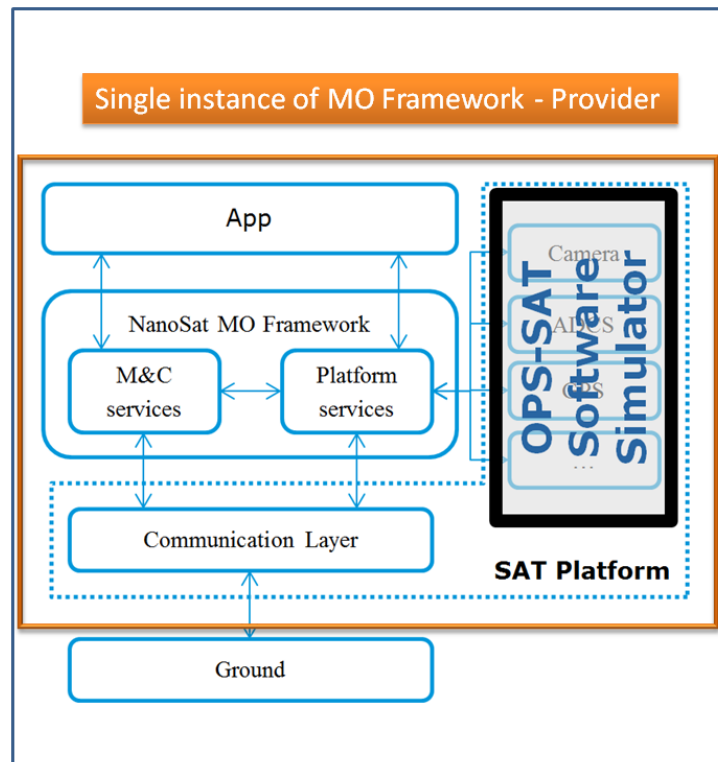 Single instance of MO Framework - Provider
App
NanoSat MO Framework
M&C
services
Platform
services
Communication Layer
Ground
Camera
ADCS
GPS
...
OPS-SAT
Software
Simulator
SAT Platform